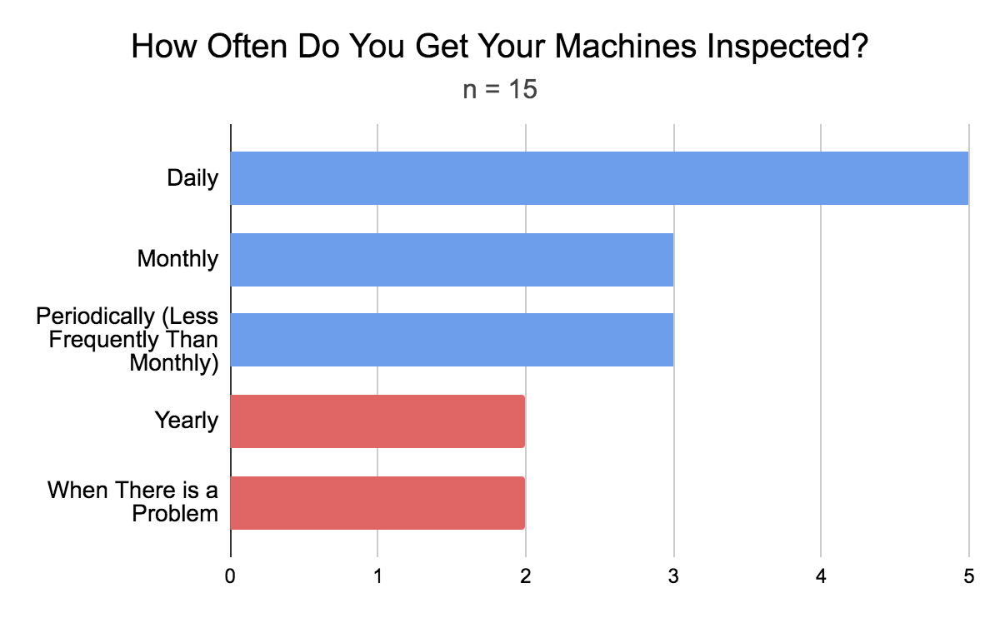 How Often Do You Get Your Machines Inspected?
n = 15
Daily
Monthly
Periodically (Less
Frequently Than
Monthly)
Yearly
When There is a
Problem
0 1 2 3 4 5